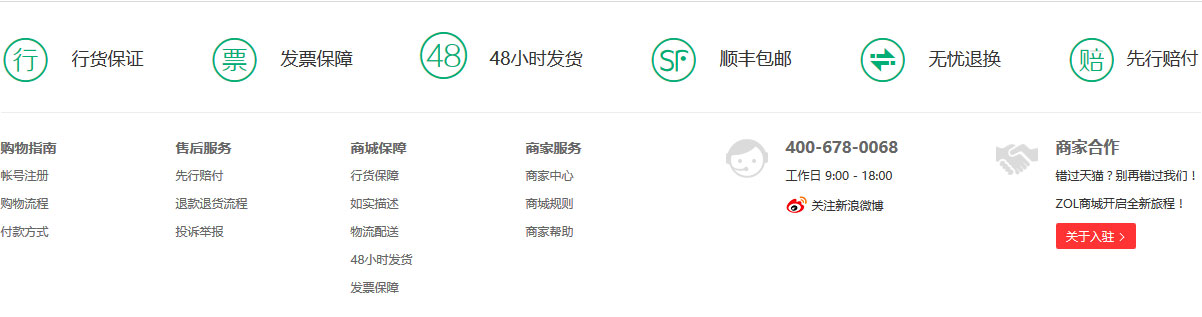 行 行货保证 票 发票保障 48 48小时发货 SF 顺丰包邮 无忧退换 赔 先行赔付
购物指南 售后服务 商城保障 商家服务 400-678-0068 商家合作
帐号注册 先行赔付 行货保障 商家中心 工作日 9:00 - 18:00 错过天猫？别再错过我们！
购物流程 退款退货流程 如实描述 商城规则 关注新浪微博 ZOL商城开启全新旅程！
付款方式 投诉举报 物流配送 商家帮助 关于入驻 >
48小时发货
发票保障